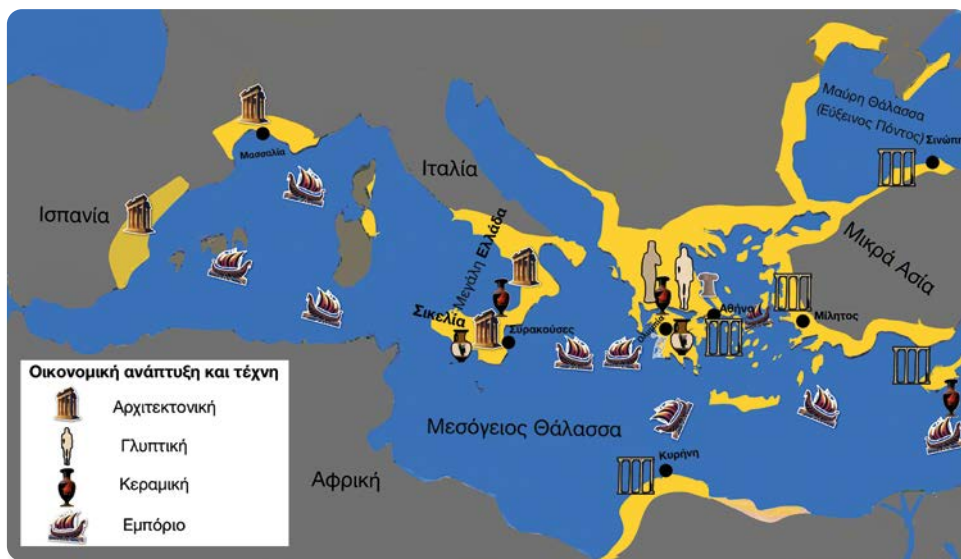 Μαύρη Θάλασσα
(Εύξεινος Πόντος)
Σινώπη
Μασσαλία
Ιταλία
Ισπανία
Μικρά Ασία
Μεγάλη Ελλάδα
Σικελία
Συρακούσες
Ολυμπία
Αθήνα
Μίλητος
Οικονομική ανάπτυξη και τέχνη
Αρχιτεκτονική
Γλυπτική
Κεραμική
Εμπόριο
Μεσόγειος Θάλασσα
Κυρήνη
Αφρική